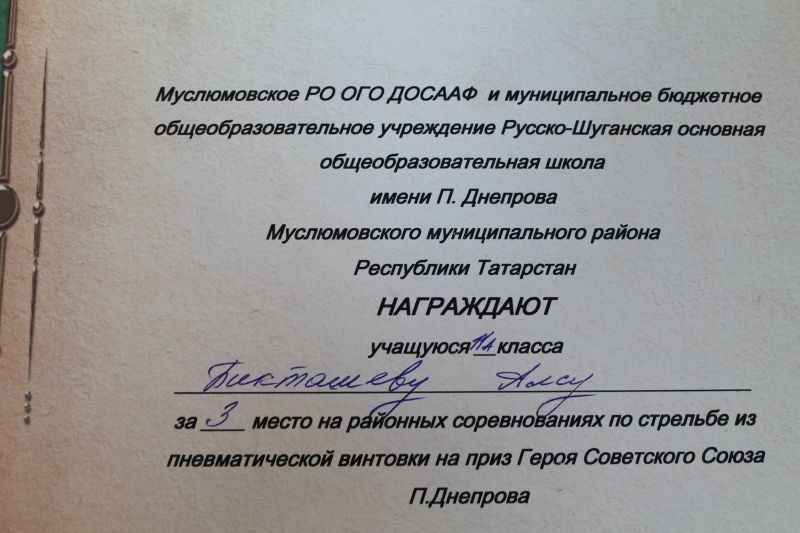 Муслюмовское РО ОГО ДОСААФ и муниципальное бюджетное
общеобразовательное учреждение Русско-Шуганская основная
общеобразовательная школа
имени П. Днепрова
Муслюмовского муниципального района
Республики Татарстан
НАГРАЖДАЮТ
учащуюся класса
Бикташеву Алсу
за 3 место на районных соревнованиях по стрельбе из
пневматической винтовки на приз Героя Советского Союза
П.Днепрова